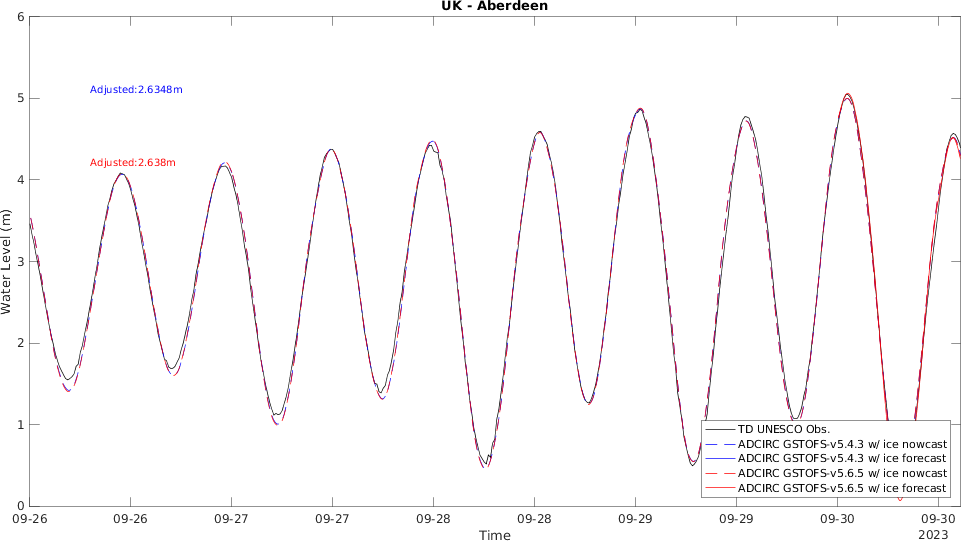 UK - Aberdeen
6
5
4
3
2
1
0
Water Level (m)
Adjusted:2.6348m
Adjusted:2.638m
TD UNESCO Obs.
ADCIRC GSTOFS-v5.4.3 w/ ice nowcast
ADCIRC GSTOFS-v5.4.3 w/ ice forecast
ADCIRC GSTOFS-v5.6.5 w/ ice nowcast
ADCIRC GSTOFS-v5.6.5 w/ ice forecast
09-26 09-26 09-27 09-27 09-28 09-28 09-29 09-29 09-30 09-30
Time
2023